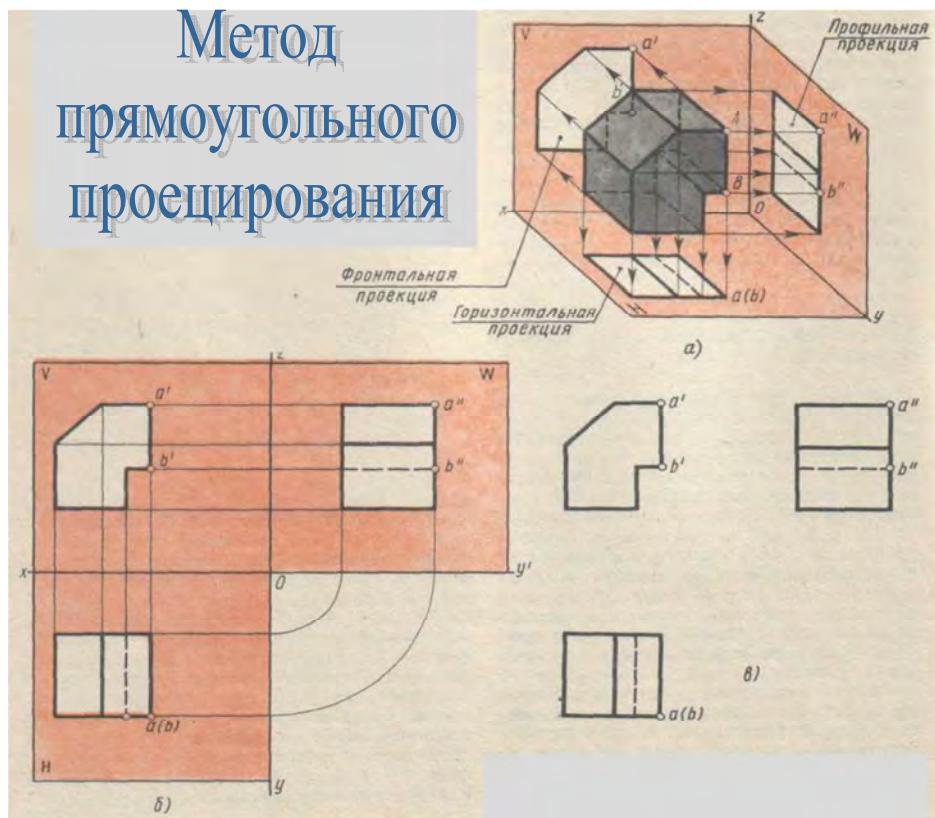 Метод
прямоугольного
проецирования
V
z
a'
Профильная
проекция
b'
A
a"
W
B
b"
x
O
Фронтальная
проекция
H
a(b)
Горизонтальная
проекция
y
а)
V
z
W
a'
a"
b'
b"
x
O
y'
a(b)
H
y
б)
a'
a"
b'
b"
в)
a(b)